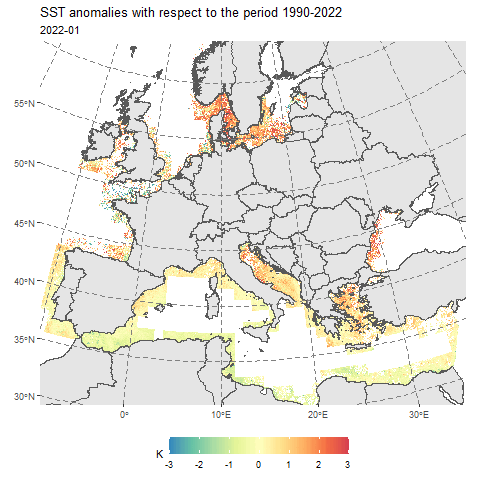 SST anomalies with respect to the period 1990-2022
2022-01
55°N
50°N
45°N
40°N
35°N
30°N
0° 10°E 20°E 30°E
K
-3 -2 -1 0 1 2 3